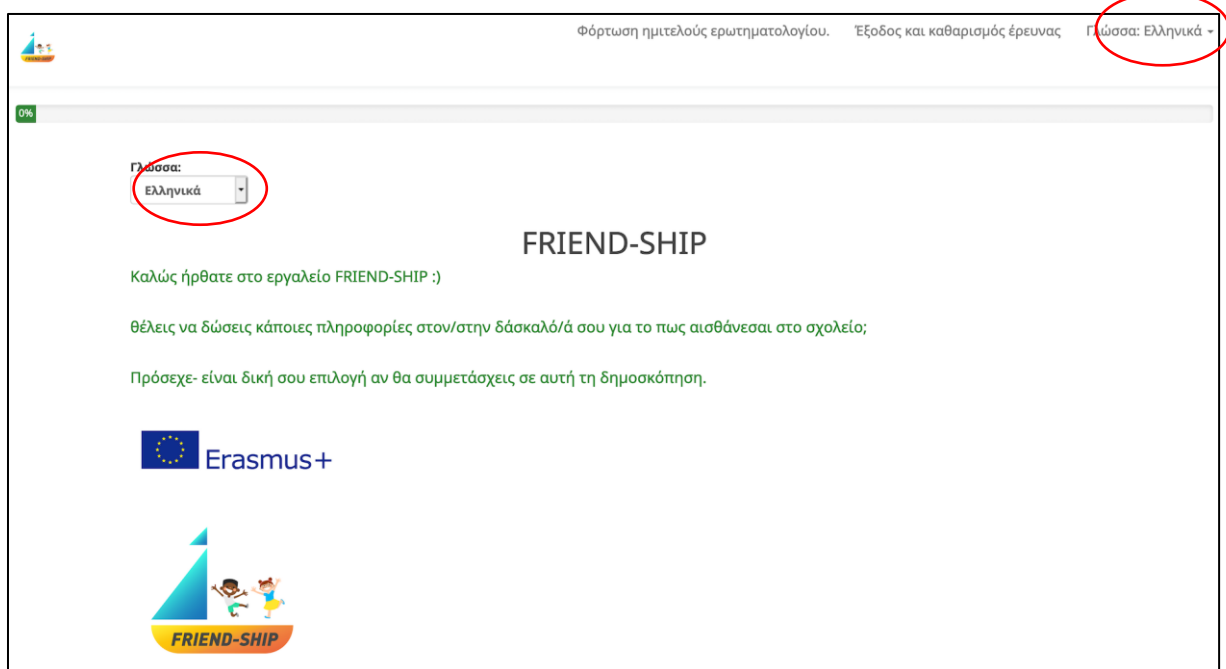 Φόρτωση ημιτελούς ερωτηματολογίου. Έξοδος και καθαρισμός έρευνας Γλώσσα: Ελληνικά
FRIEND-SHIP
0%
Γλώσσα:
Ελληνικά
FRIEND-SHIP
Καλώς ήρθατε στο εργαλείο FRIEND-SHIP :)
θέλεις να δώσεις κάποιες πληροφορίες στον/στην δάσκαλό/ά σου για το πως αισθάνεσαι στο σχολείο;
Πρόσεχε- είναι δική σου επιλογή αν θα συμμετάσχεις σε αυτή τη δημοσκόπηση.
Erasmus+
FRIEND-SHIP